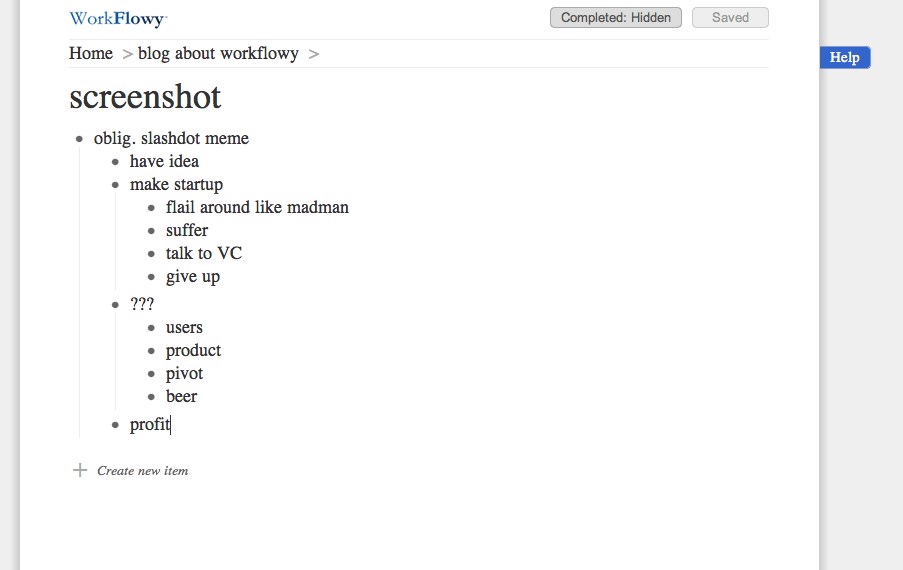 WorkFlowy
Completed: Hidden
Saved
Home > blog about workflowy >
Help
screenshot
oblig. slashdot meme
have idea
make startup
flail around like madman
suffer
talk to VC
give up
???
users
product
pivot
beer
profit
Create new item